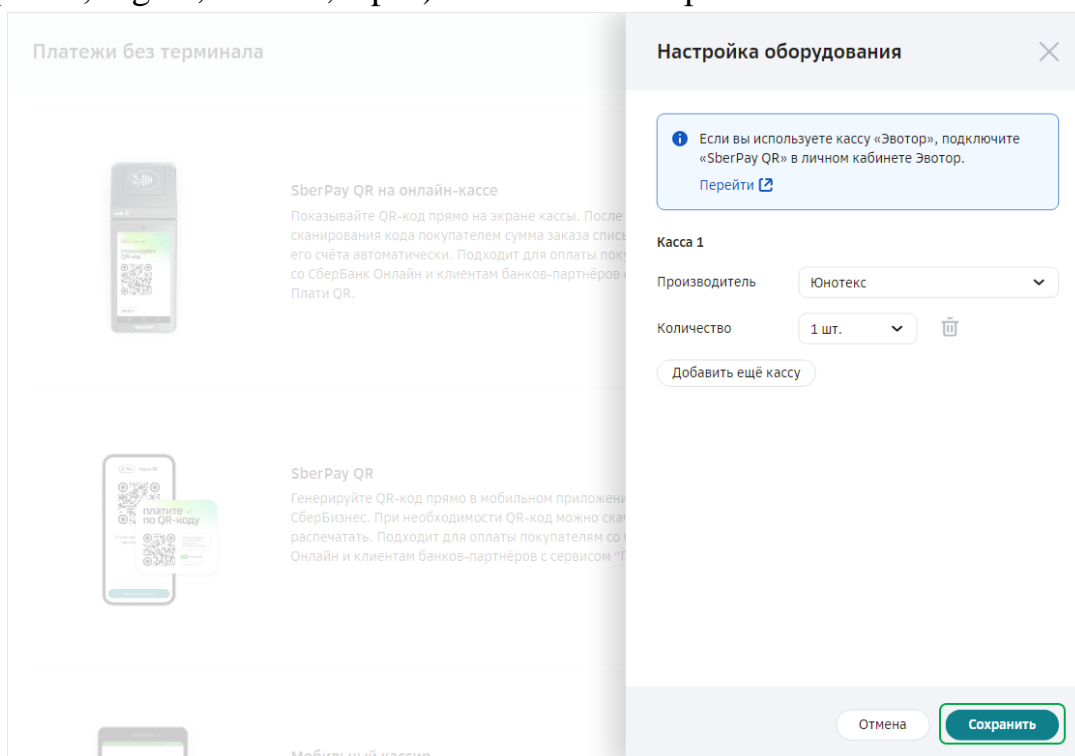 Платежи без терминала
SberPay QR на онлайн-кассе
Показывайте QR-код прямо на экране кассы. После
сканирования кода покупателем сумма заказа
его счёта автоматически. Подходит для оплаты
со СберБанк Онлайн и клиентам банков-партнёров
Плати QR.
SberPay QR
Генерируйте QR-код прямо в мобильном
СберБизнес. При необходимости QR-код можно
распечатать. Подходит для оплаты покупателям со
Онлайн и клиентам банков-партнёров с сервисом
платите
по QR-коду
Мобильный кассир
Настройка оборудования
Если вы используете кассу «Эвотор», подключите
«SberPay QR» в личном кабинете Эвотор.
Перейти
Касса 1
Производитель
Юнотекс
Количество
1 шт.
Добавить ещё кассу
Отмена
Сохранить